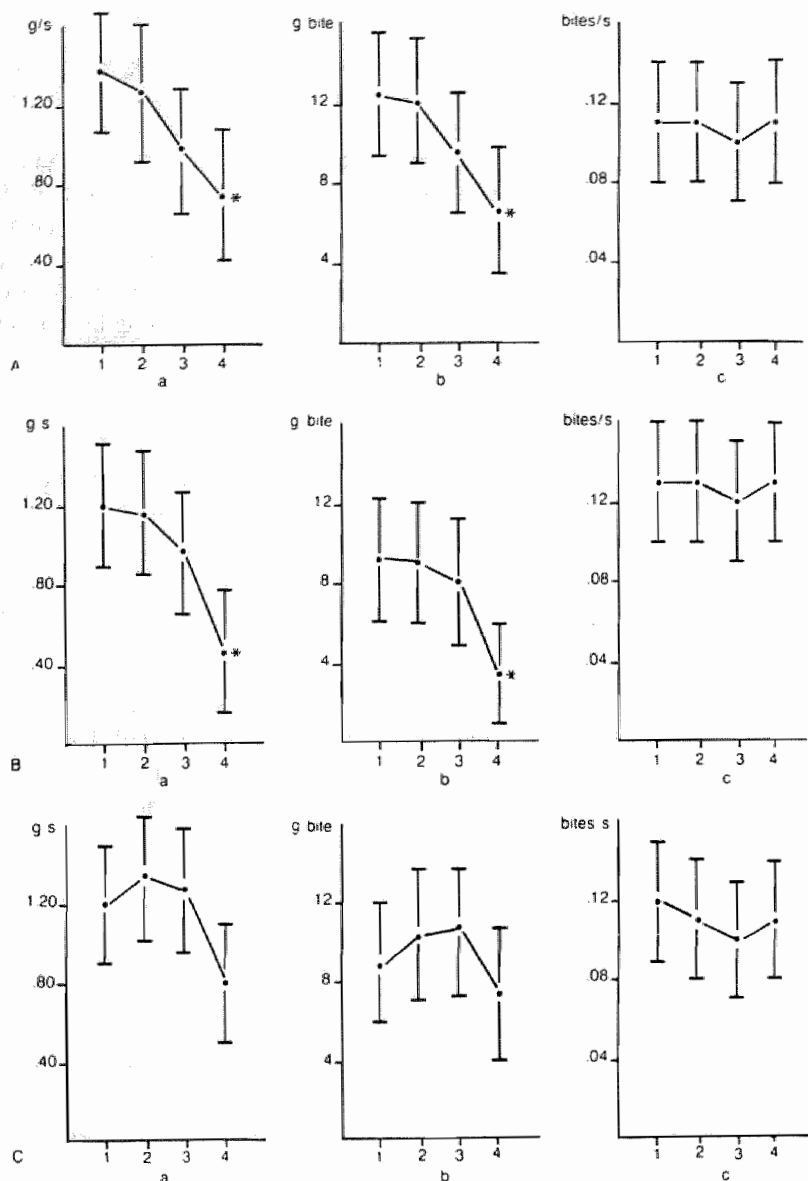 g/s g bite bites/s
1.20 12 .12
.80 8 .08
* *
.40 4 .04
1 2 3 4 1 2 3 4 1 2 3 4
A a b c
g s g bite bites/s
1.20 12 .12
.80 8 .08
.40 * 4 * .04
1 2 3 4 1 2 3 4 1 2 3 4
B a b c
g s g bite bites s
1.20 12 .12
.80 8 .08
.40 4 .04
1 2 3 4 1 2 3 4 1 2 3 4
C a b c